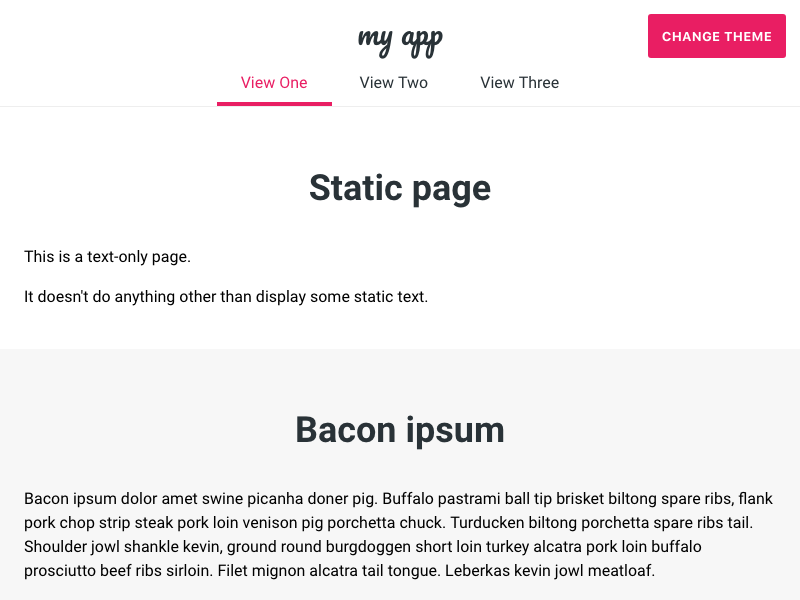 my app
CHANGE THEME
View One View Two View Three
Static page
This is a text-only page.
It doesn't do anything other than display some static text.
Bacon ipsum
Bacon ipsum dolor amet swine picanha doner pig. Buffalo pastrami ball tip brisket biltong spare ribs, flank
pork chop strip steak pork loin venison pig porchetta chuck. Turducken biltong porchetta spare ribs tail.
Shoulder jowl shankle kevin, ground round burgdoggen short loin turkey alcatra pork loin buffalo
prosciutto beef ribs sirloin. Filet mignon alcatra tail tongue. Leberkas kevin jowl meatloaf.